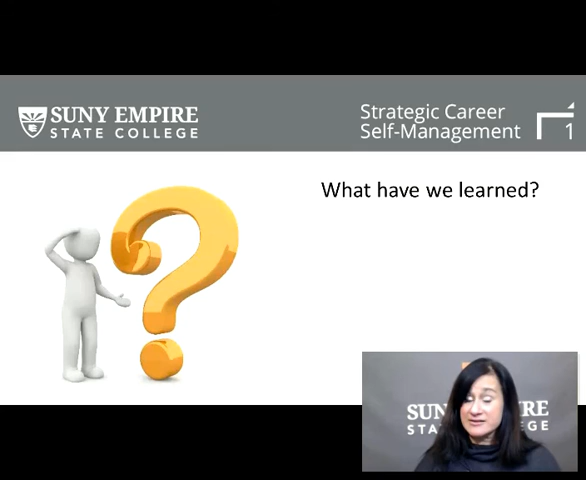 SUNY EMPIRE
STATE COLLEGE
Strategic Career
Self-Management
1
What have we learned?
SUNY EMPIRE
STATE COLLEGE